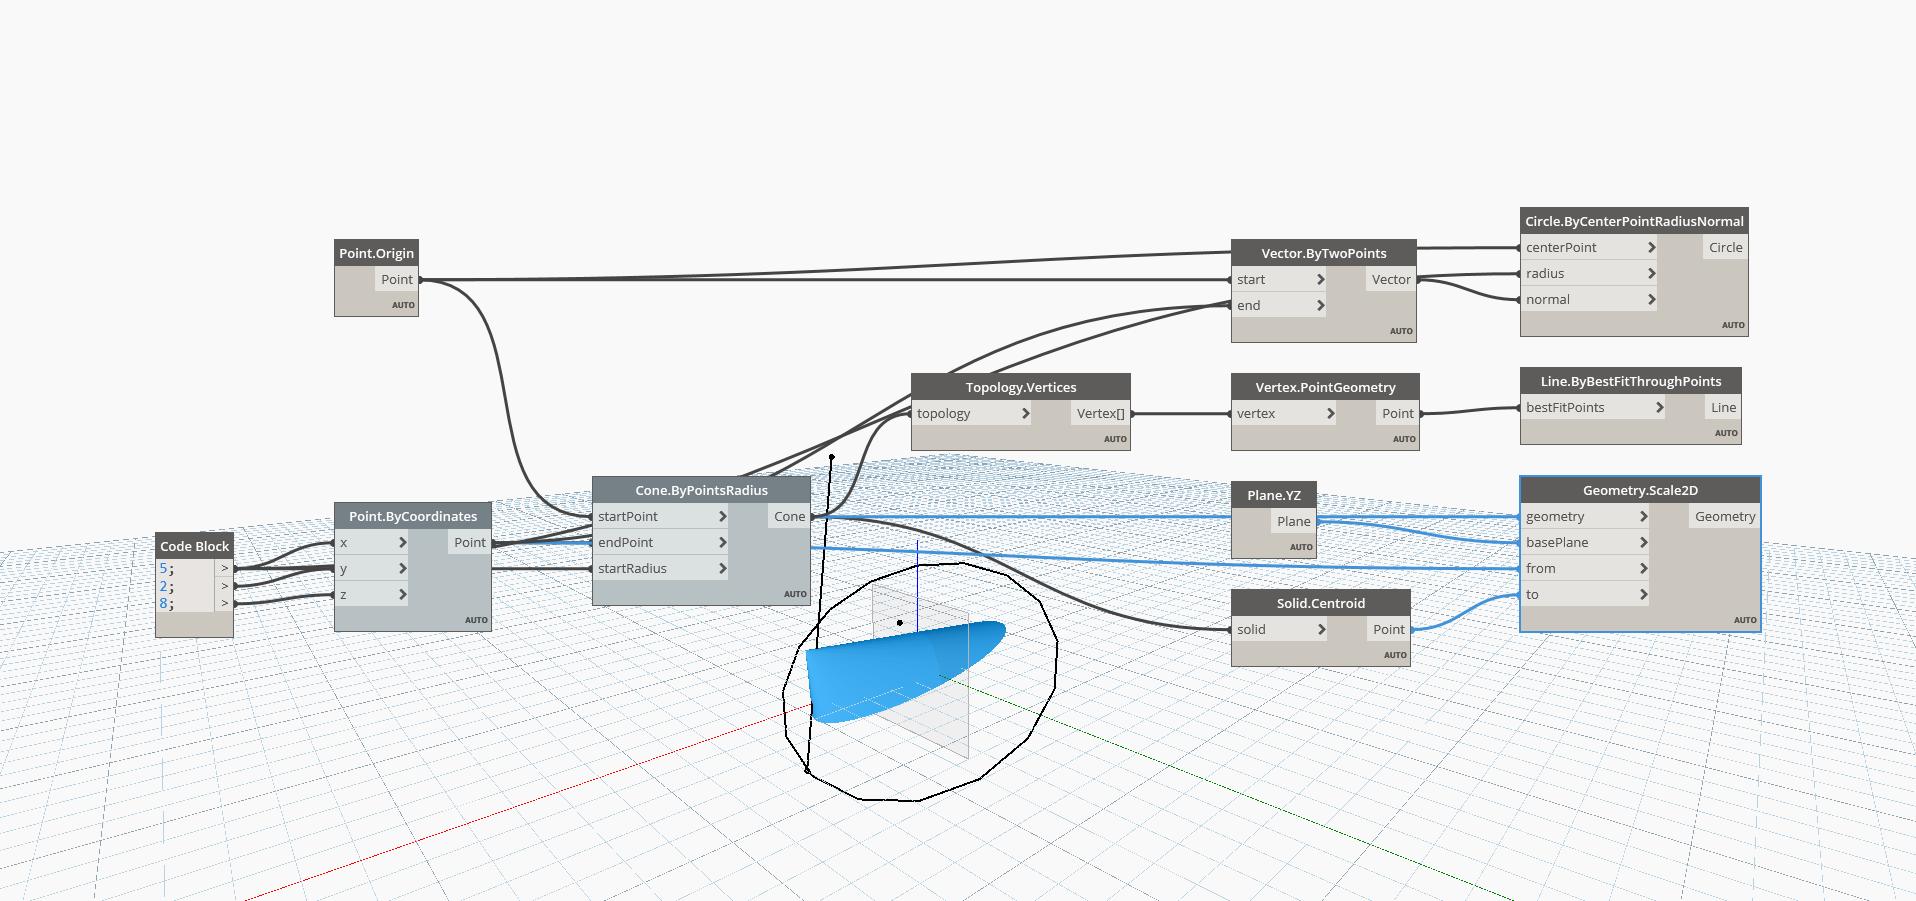 Point.Origin
Point
AUTO
Code Block
5; >
2; >
8; >
Point.ByCoordinates
x Point
y
z
AUTO
Cone.ByPointsRadius
startPoint Cone
endPoint
startRadius
AUTO
Topology.Vertices
topology Vertex[]
AUTO
Vector.ByTwoPoints
start Vector
end
AUTO
Vertex.PointGeometry
vertex Point
AUTO
Plane.YZ
Plane
AUTO
Solid.Centroid
solid Point
AUTO
Circle.ByCenterPointRadiusNormal
centerPoint Circle
radius
normal
AUTO
Line.ByBestFitThroughPoints
bestFitPoints Line
AUTO
Geometry.Scale2D
geometry Geometry
basePlane
from
to
AUTO